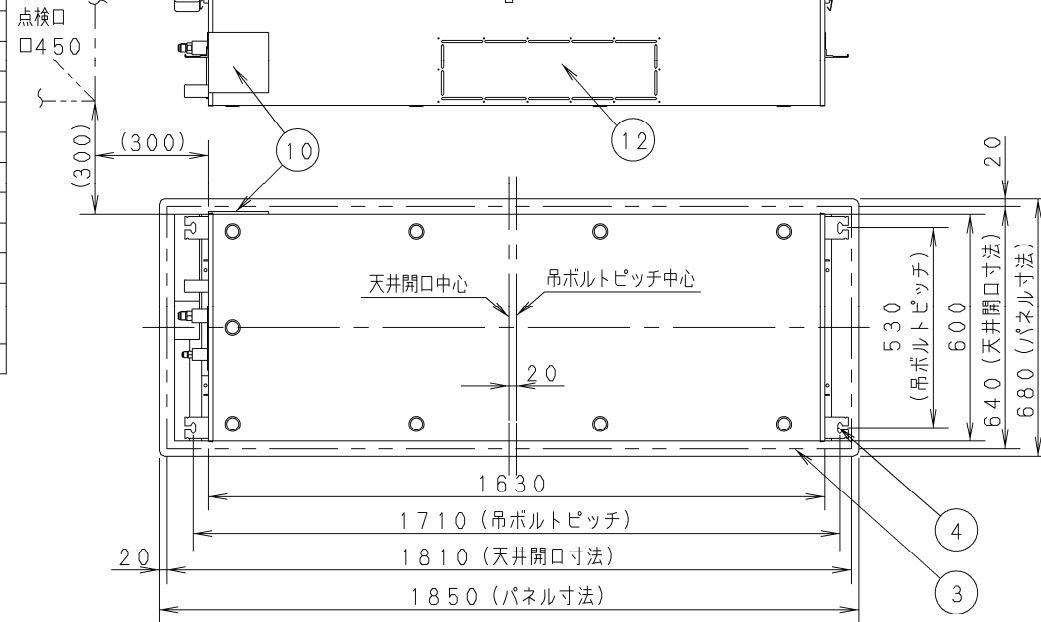 点検口
□450
(300)
(300)
10
12
20
天井開口中心
吊ボルトピッチ中心
20
530
(吊ボルトピッチ)
600
640 (天井開口寸法)
680 (パネル寸法)
1630
1710 (吊ボルトピッチ)
4
20
1810 (天井開口寸法)
3
1850 (パネル寸法)